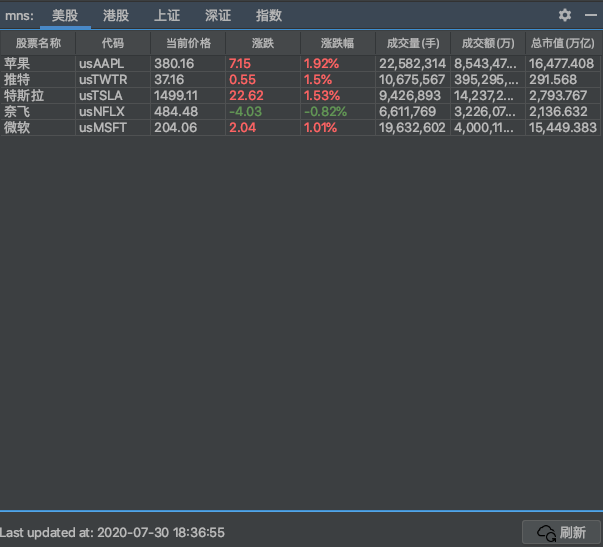 mns: 美股 港股 上证 深证 指数
股票名称 代码 当前价格 涨跌 涨跌幅 成交量(手) 成交额(万) 总市值(万亿)
苹果 usAAPL 380.16 7.15 1.92% 22,582,314 8,543,47... 16,477.408
推特 usTWTR 37.16 0.55 1.5% 10,675,567 395,295,... 291.568
特斯拉 usTSLA 1499.11 22.62 1.53% 9,426,893 14,237,2... 2,793.767
奈飞 usNFLX 484.48 -4.03 -0.82% 6,611,769 3,226,07... 2,136.632
微软 usMSFT 204.06 2.04 1.01% 19,632,602 4,000,11... 15,449.383
Last updated at: 2020-07-30 18:36:55 刷新